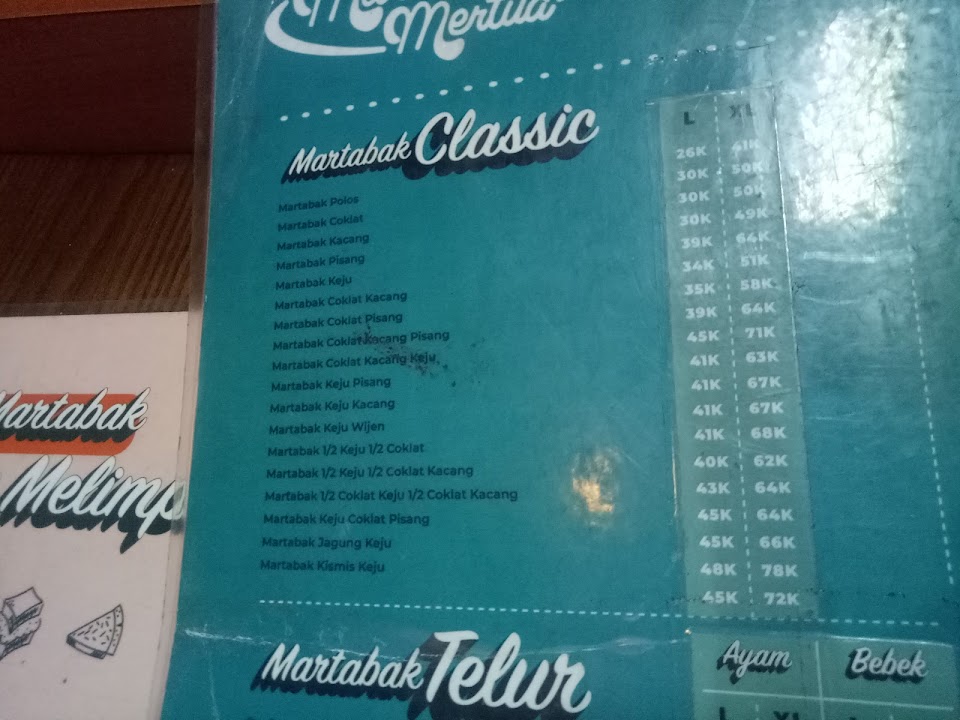 Mertua
Martabak Classic
L XL
Martabak Polos
Martabak Coklat
Martabak Kacang
Martabak Pisang
Martabak Keju
Martabak Coklat Kacang
Martabak Coklat Pisang
Martabak Coklat Kacang Pisang
Martabak Coklat Kacang Keju
Martabak Keju Pisang
Martabak Keju Kacang
Martabak Keju Wijen
Martabak 1/2 Keju 1/2 Coklat
Martabak 1/2 Keju 1/2 Coklat Kacang
Martabak 1/2 Coklat Keju 1/2 Coklat Kacang
Martabak Keju Coklat Pisang
Martabak Jagung Keju
Martabak Kismis Keju
26K 41K
30K 50K
30K 50K
30K 49K
39K 64K
34K 51K
35K 58K
39K 64K
45K 71K
41K 63K
41K 67K
41K 67K
41K 68K
40K 62K
43K 64K
45K 64K
45K 66K
48K 78K
45K 72K
Martabak Telur
Ayam Bebek
L XL
Martabak
Melimp